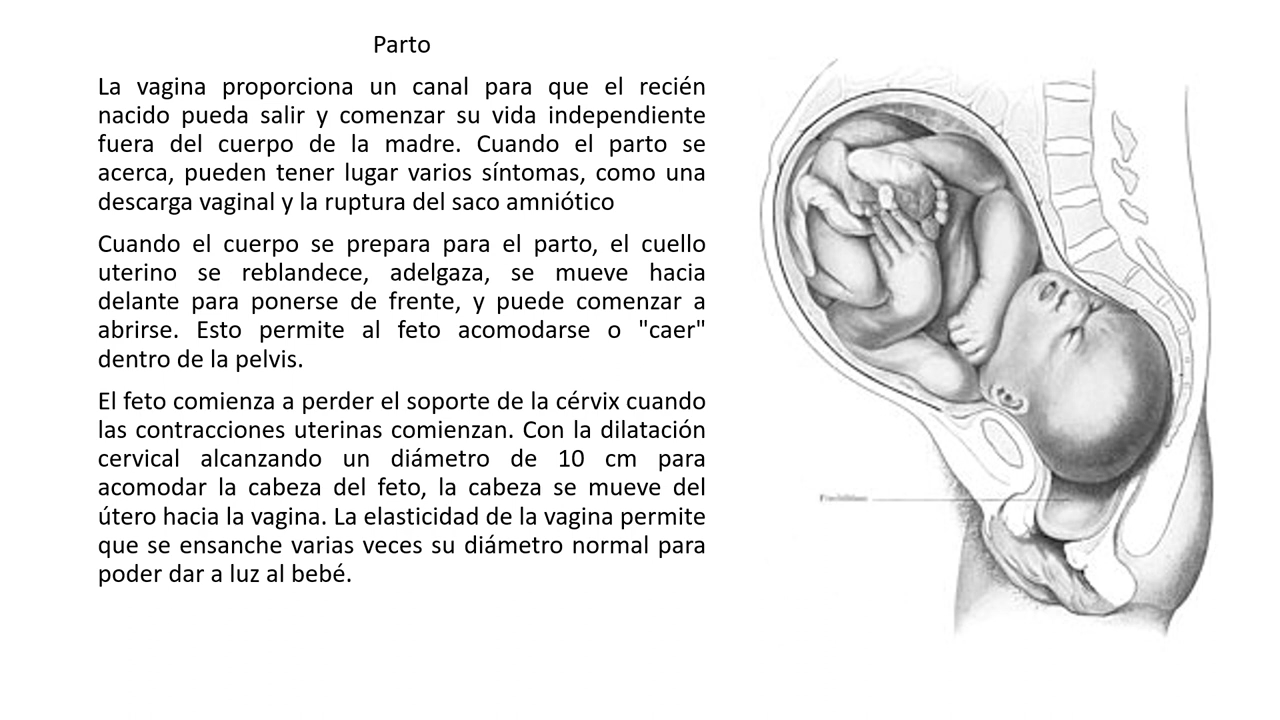 Parto
La vagina proporciona un canal para que el recién
nacido pueda salir y comenzar su vida independiente
fuera del cuerpo de la madre. Cuando el parto se
acerca, pueden tener lugar varios síntomas, como una
descarga vaginal y la ruptura del saco amniótico
Cuando el cuerpo se prepara para el parto, el cuello
uterino se reblandece, adelgaza, se mueve hacia
delante para ponerse de frente, y puede comenzar a
abrirse. Esto permite al feto acomodarse o "caer"
dentro de la pelvis.
El feto comienza a perder el soporte de la cérvix cuando
las contracciones uterinas comienzan. Con la dilatación
cervical alcanzando un diámetro de 10 cm para
acomodar la cabeza del feto, la cabeza se mueve del
útero hacia la vagina. La elasticidad de la vagina permite
que se ensanche varias veces su diámetro normal para
poder dar a luz al bebé.